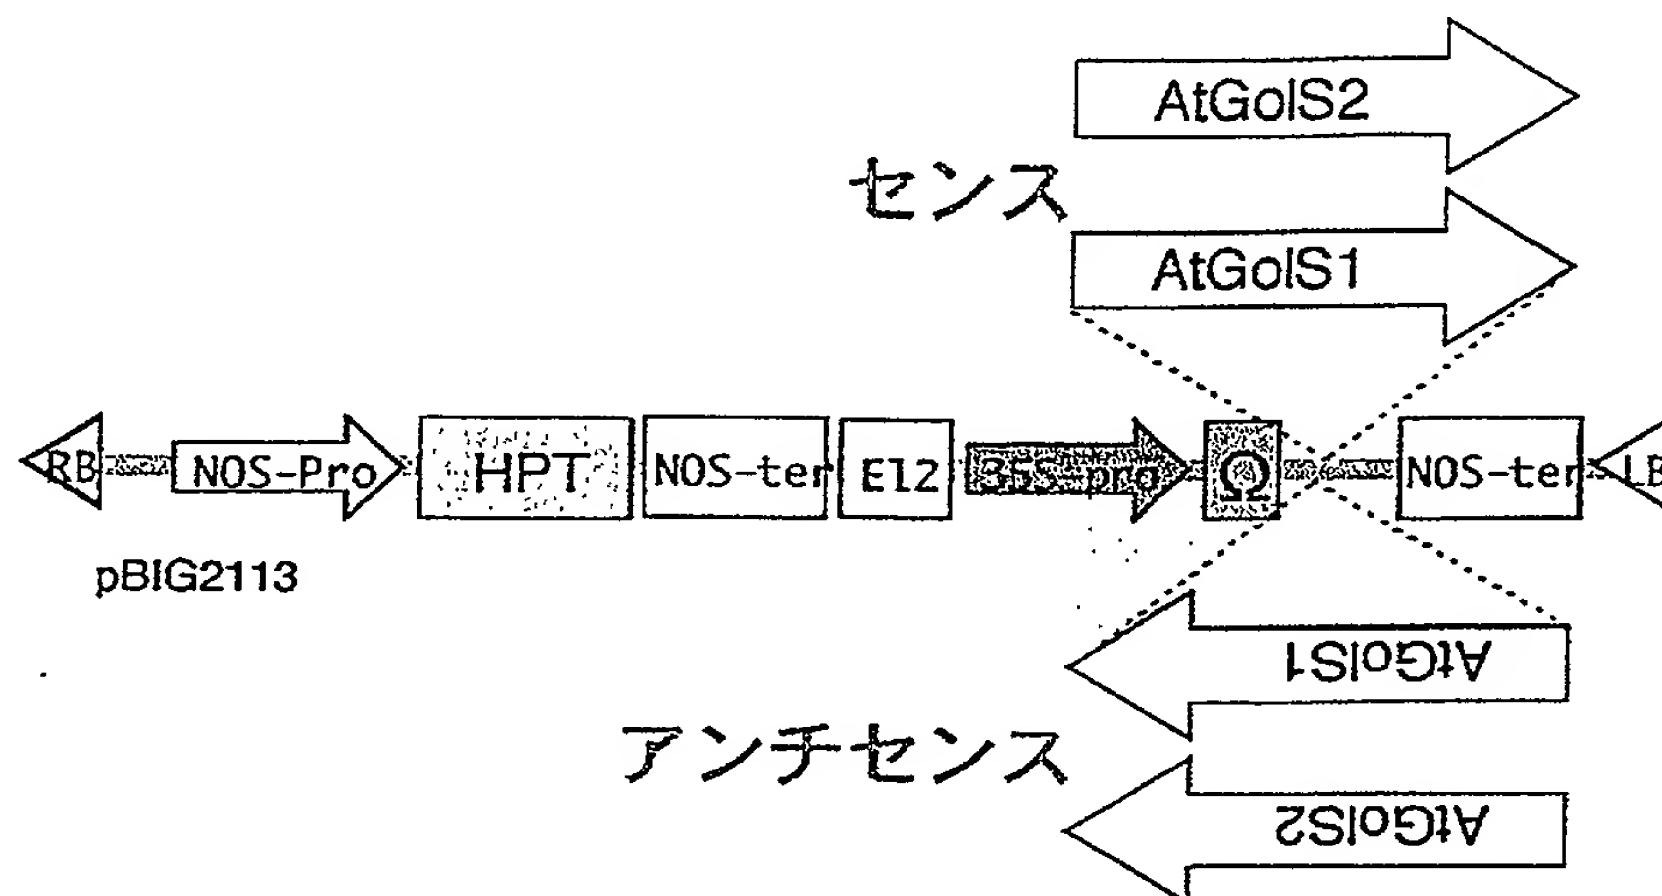 AtGolS2
センス
AtGolS1
RB NOS-Pro HPT NOS-ter El2 35S-pro Ω NOS-ter LB
pBIG2113
AtGolS1
アンチセンス
AtGolS2